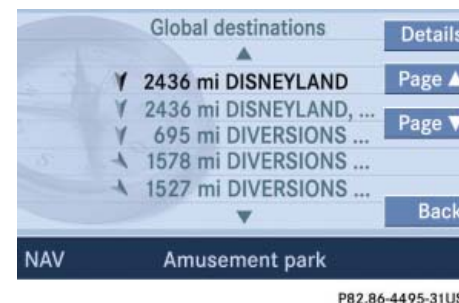 Global destinations
Details
2436 mi DISNEYLAND
Page ▲
2436 mi DISNEYLAND, ...
695 mi DIVERSIONS ...
Page ▼
1578 mi DIVERSIONS ...
1527 mi DIVERSIONS ...
Back
NAV Amusement park
P82.86-4495-31US